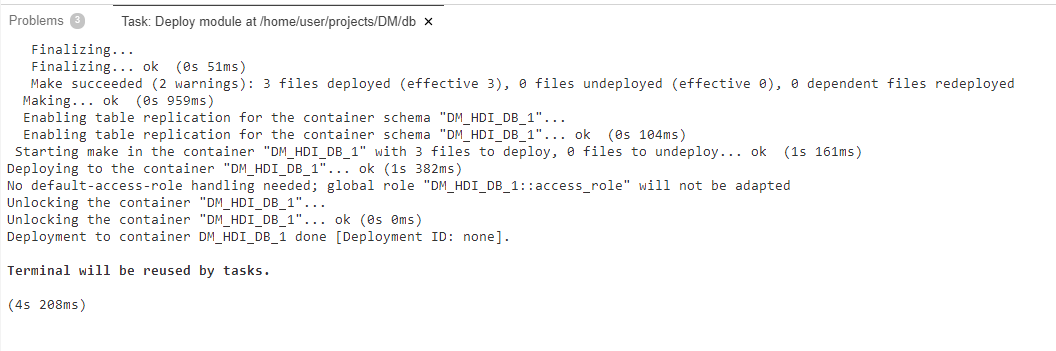 Problems 3 Task: Deploy module at /home/user/projects/DM/db ×
Finalizing...
Finalizing... ok  (0s 51ms)
Make succeeded (2 warnings): 3 files deployed (effective 3), 0 files undeployed (effective 0), 0 dependent files redeployed
Making... ok  (0s 959ms)
Enabling table replication for the container schema "DM_HDI_DB_1"...
Enabling table replication for the container schema "DM_HDI_DB_1"... ok  (0s 104ms)
Starting make in the container "DM_HDI_DB_1" with 3 files to deploy, 0 files to undeploy... ok  (1s 161ms)
Deploying to the container "DM_HDI_DB_1"... ok (1s 382ms)
No default-access-role handling needed; global role "DM_HDI_DB_1::access_role" will not be adapted
Unlocking the container "DM_HDI_DB_1"...
Unlocking the container "DM_HDI_DB_1"... ok (0s 0ms)
Deployment to container DM_HDI_DB_1 done [Deployment ID: none].
Terminal will be reused by tasks.
(4s 208ms)